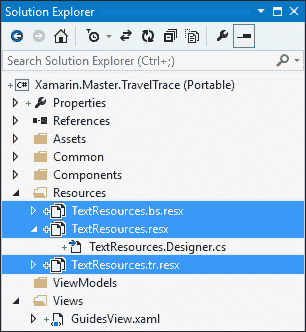 Solution Explorer
Search Solution Explorer (Ctrl+;)
Xamarin.Master.TravelTrace (Portable)
Properties
References
Assets
Common
Components
Resources
TextResources.bs.resx
TextResources.resx
TextResources.Designer.cs
TextResources.tr.resx
ViewModels
Views
GuidesView.xaml